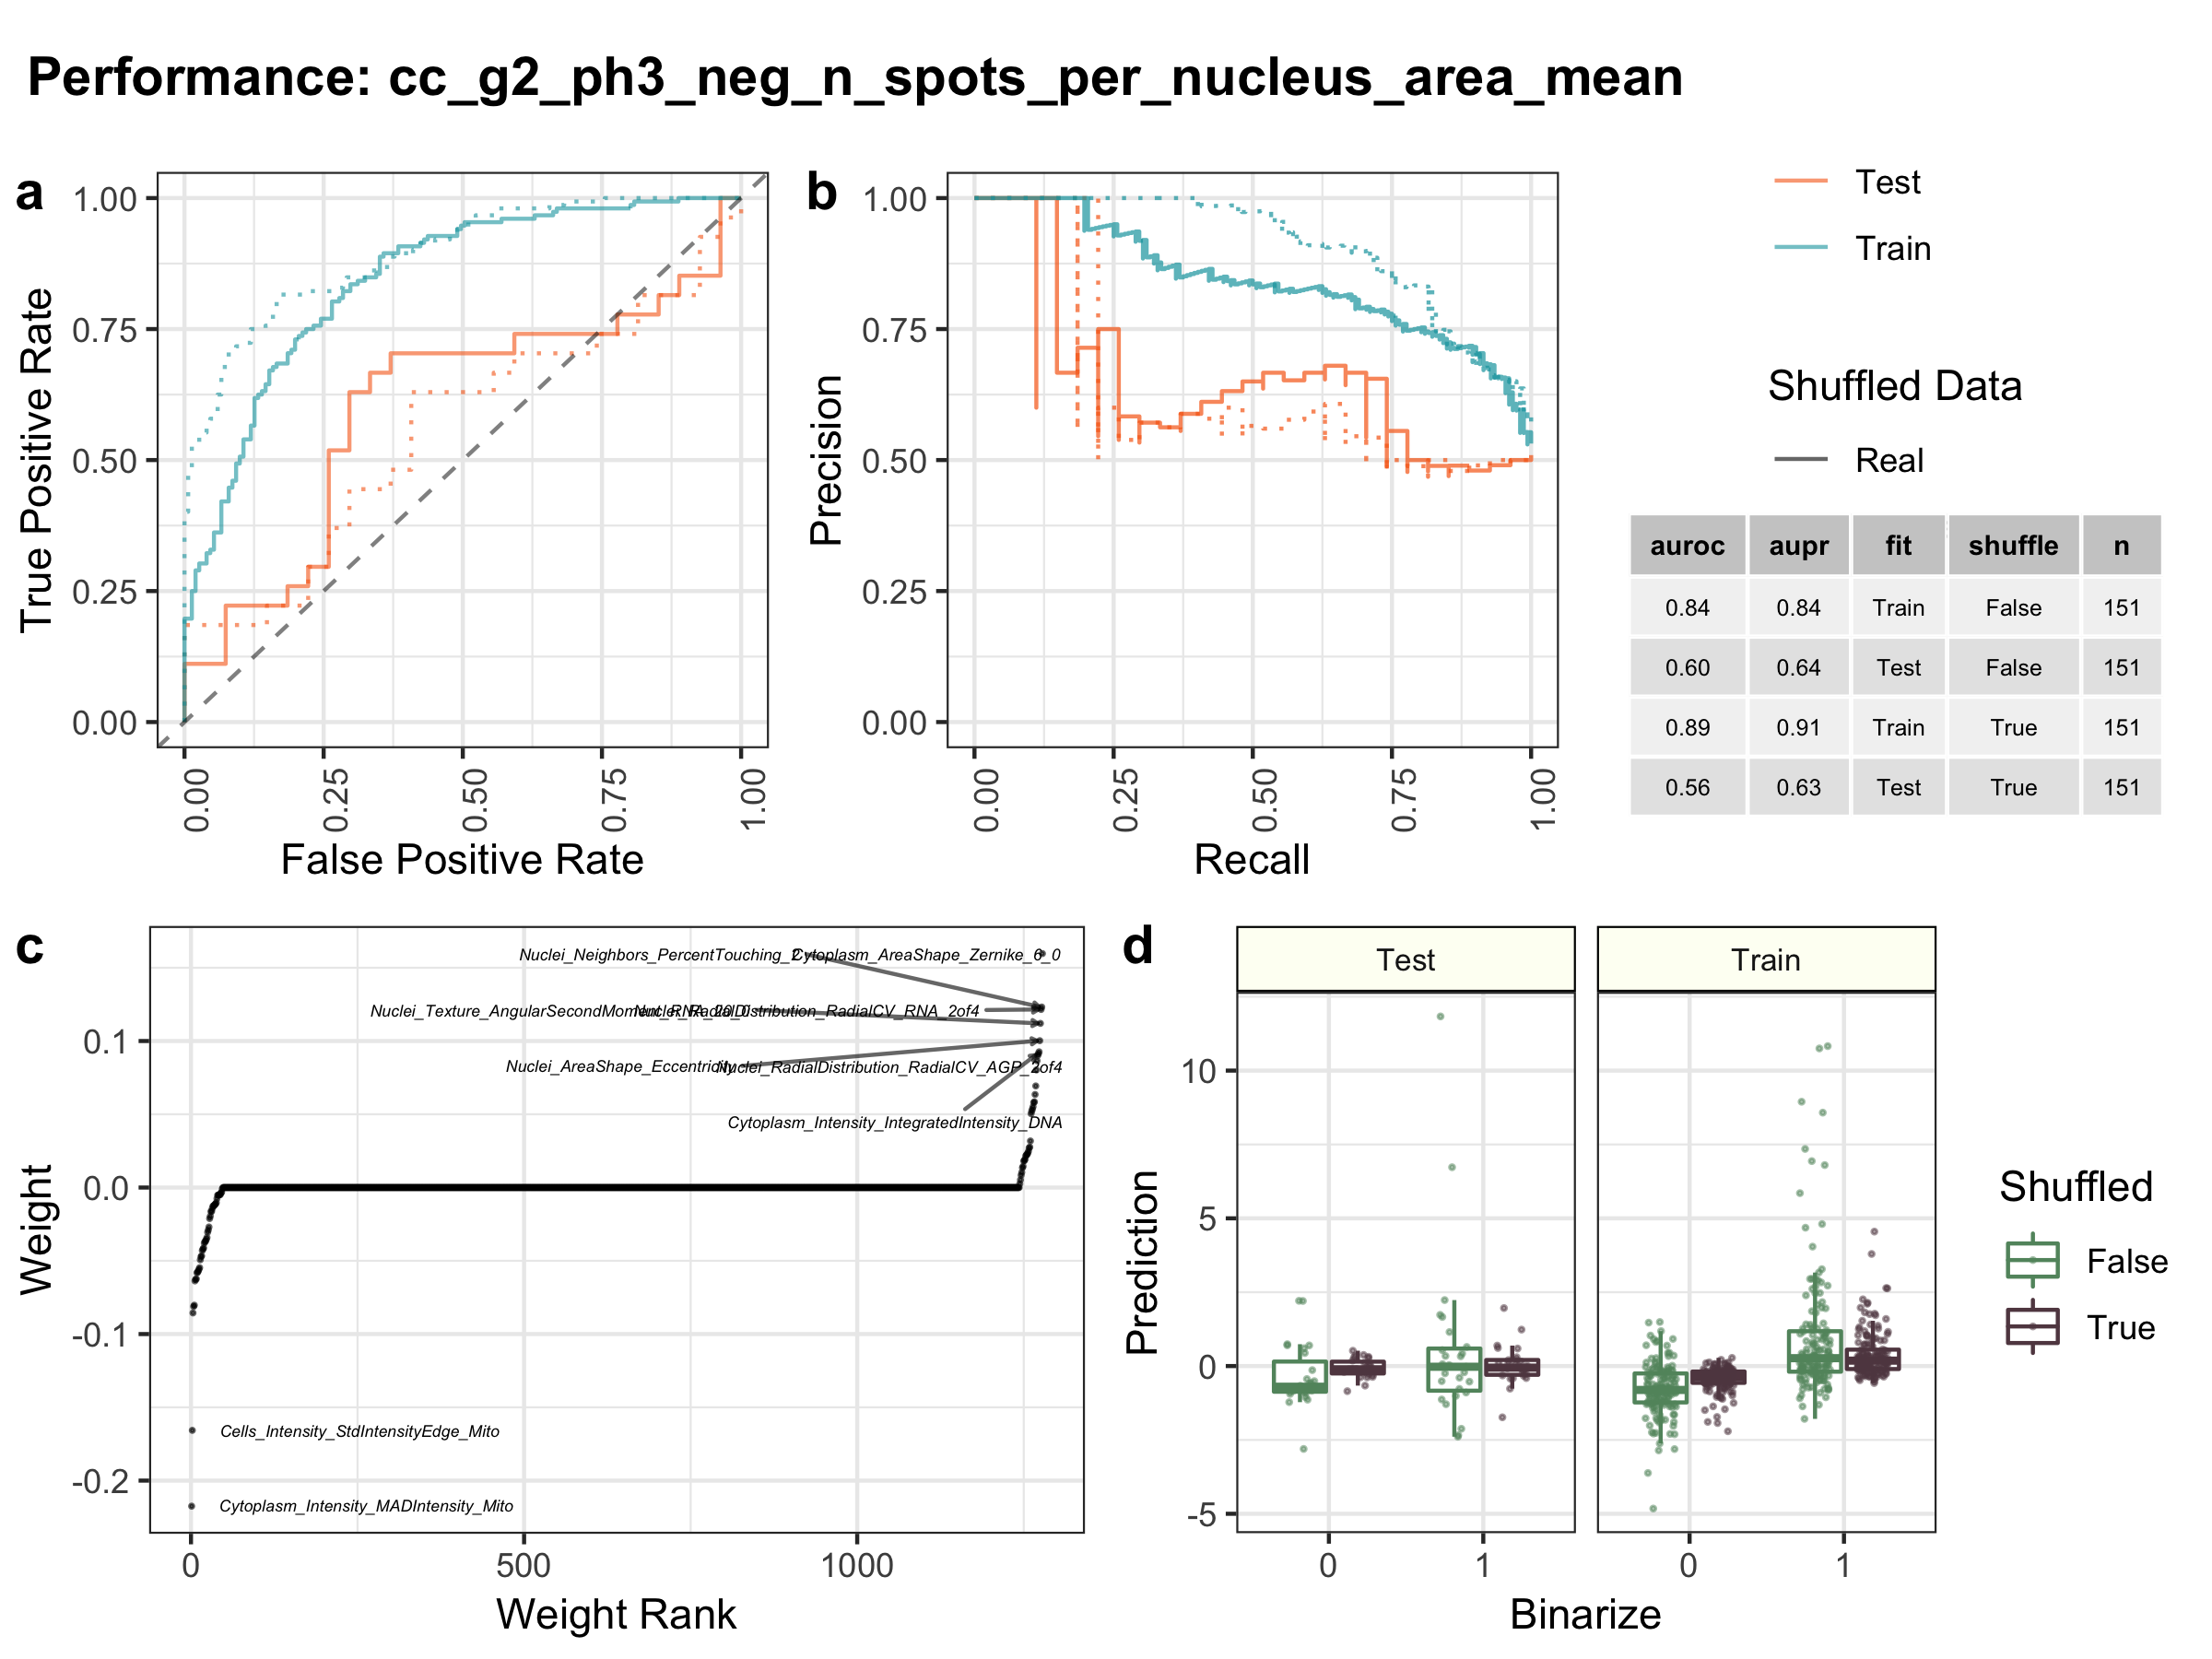 Performance: cc_g2_ph3_neg_n_spots_per_nucleus_area_mean
a
1.00
0.75
0.50
0.25
0.00
True Positive Rate
0.00
0.25
0.50
0.75
1.00
False Positive Rate
b
1.00
0.75
0.50
0.25
0.00
Precision
0.00
0.25
0.50
0.75
1.00
Recall
Test
Train
Shuffled Data
Real
auroc aupr fit shuffle n
0.84 0.84 Train False 151
0.60 0.64 Test False 151
0.89 0.91 Train True 151
0.56 0.63 Test True 151
c
Nuclei_Neighbors_PercentTouching_2
Cytoplasm_AreaShape_Zernike_6_0
Nuclei_Texture_AngularSecondMoment_RNA_20_0
Nuclei_RadialDistribution_RadialCV_RNA_2of4
Nuclei_AreaShape_Eccentricity
Nuclei_RadialDistribution_RadialCV_AGP_2of4
Cytoplasm_Intensity_IntegratedIntensity_DNA
Cells_Intensity_StdIntensityEdge_Mito
Cytoplasm_Intensity_MADIntensity_Mito
0.1
0.0
-0.1
-0.2
Weight
0
500
1000
Weight Rank
d
Test
Train
10
5
0
-5
Prediction
0
1
0
1
Binarize
Shuffled
False
True